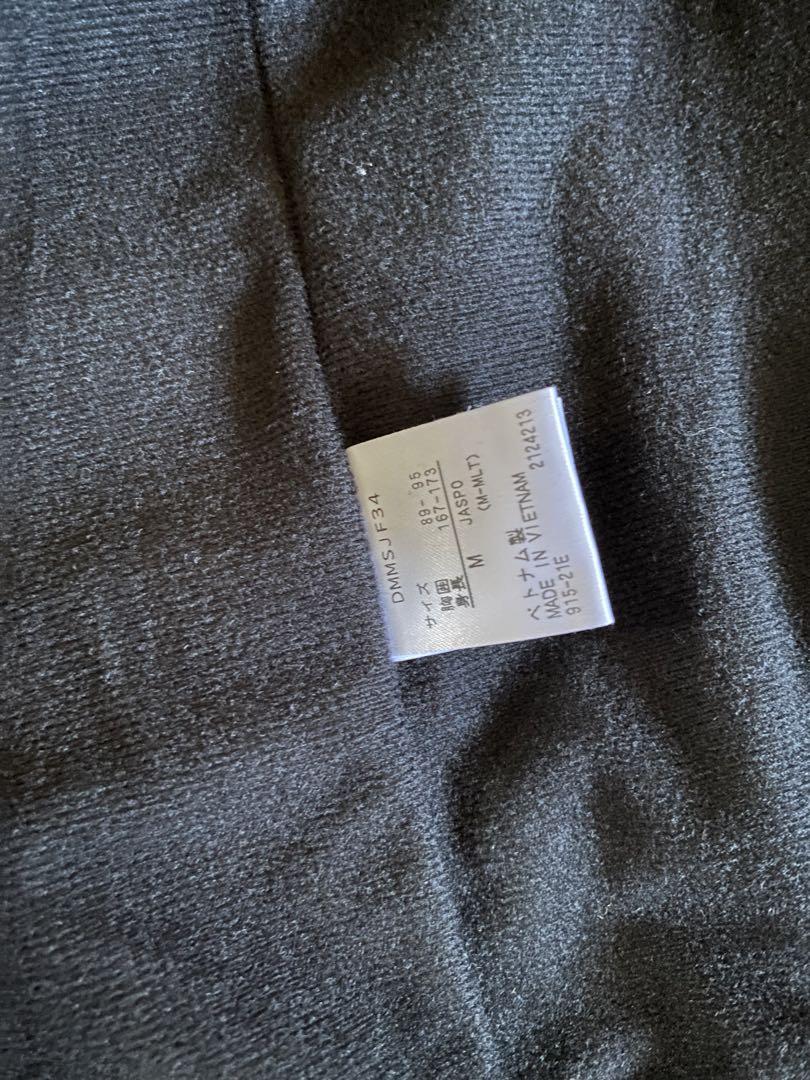 DMMSJF34
サイズ
胸囲 89- 95
身長 167-173
M JASPO
(M-MLT)
ベトナム製
MADE IN VIETNAM
915-21E 2124213